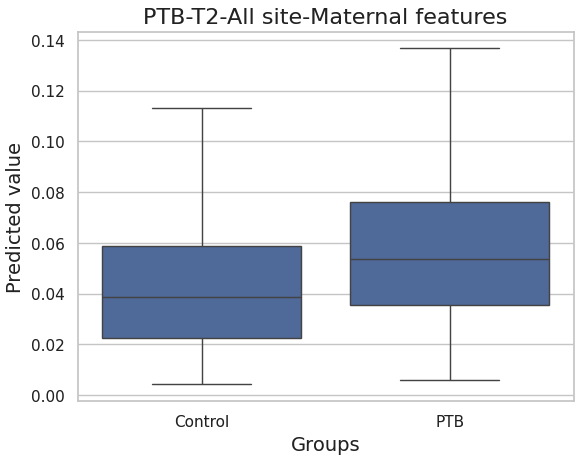 PTB-T2-All site-Maternal features
Predicted value
0.14
0.12
0.10
0.08
0.06
0.04
0.02
0.00
Control
PTB
Groups